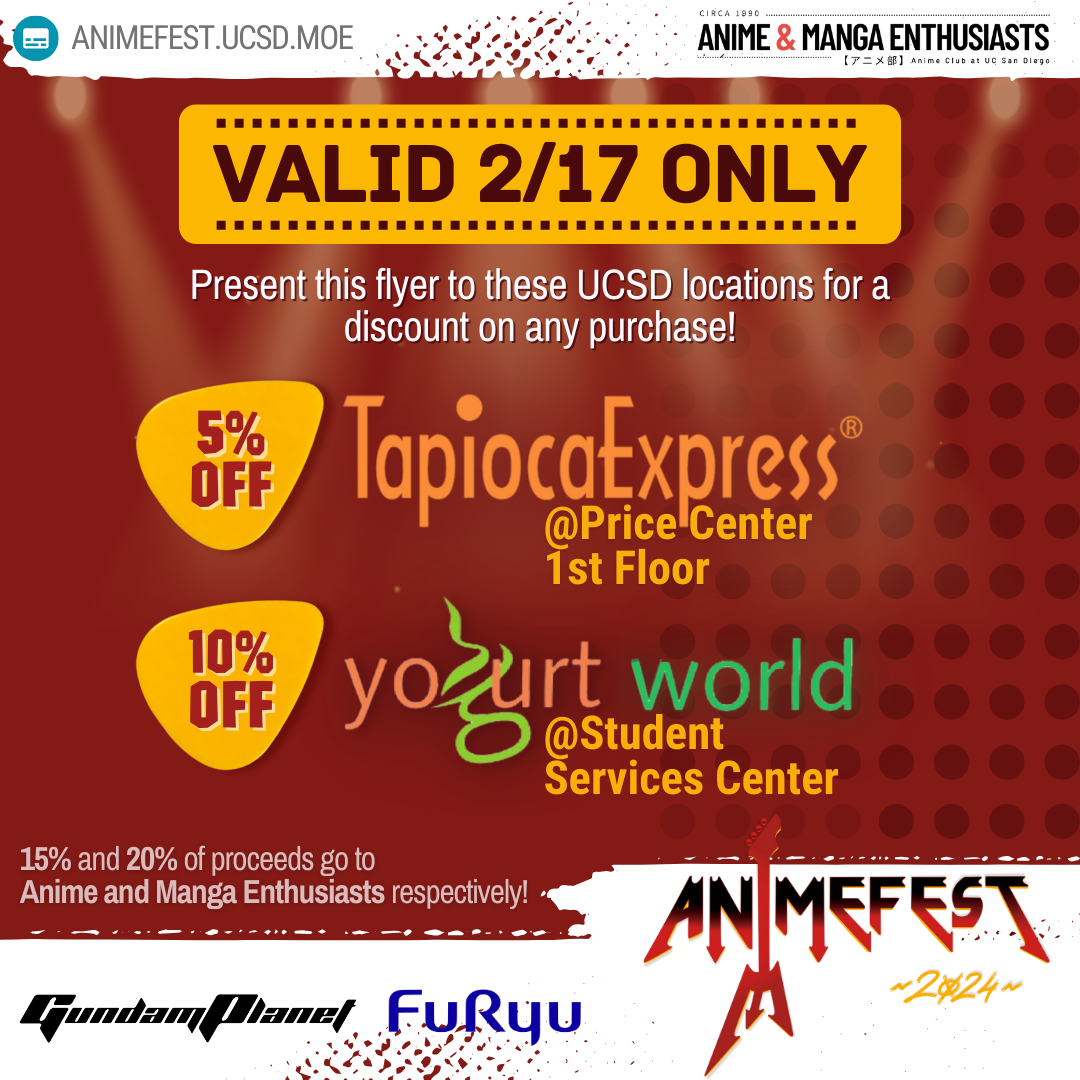 ANIMEFEST.UCSD.MOE
CIRCA 1990
ANIME & MANGA ENTHUSIASTS
【アニメ部】Anime Club at UC San Diego
VALID 2/17 ONLY
Present this flyer to these UCSD locations for a
discount on any purchase!
5%
OFF
TapiocaExpress®
@Price Center
1st Floor
10%
OFF
yogurt world
@Student
Services Center
15% and 20% of proceeds go to
Anime and Manga Enthusiasts respectively!
ANIMEFEST
~2024~
GundamPlanet
FuRyu